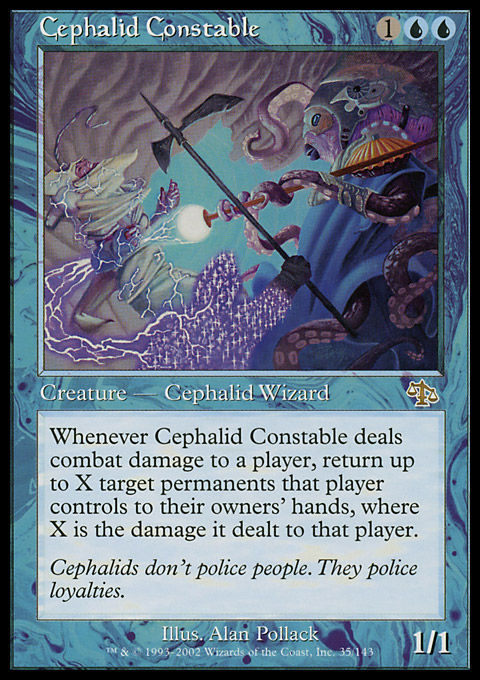 Cephalid Constable 1
Creature — Cephalid Wizard
Whenever Cephalid Constable deals
combat damage to a player, return up
to X target permanents that player
controls to their owners' hands, where
X is the damage it dealt to that player.
Cephalids don't police people. They police
loyalties.
Illus. Alan Pollack
™ & © 1993-2002 Wizards of the Coast, Inc. 35/143
1/1